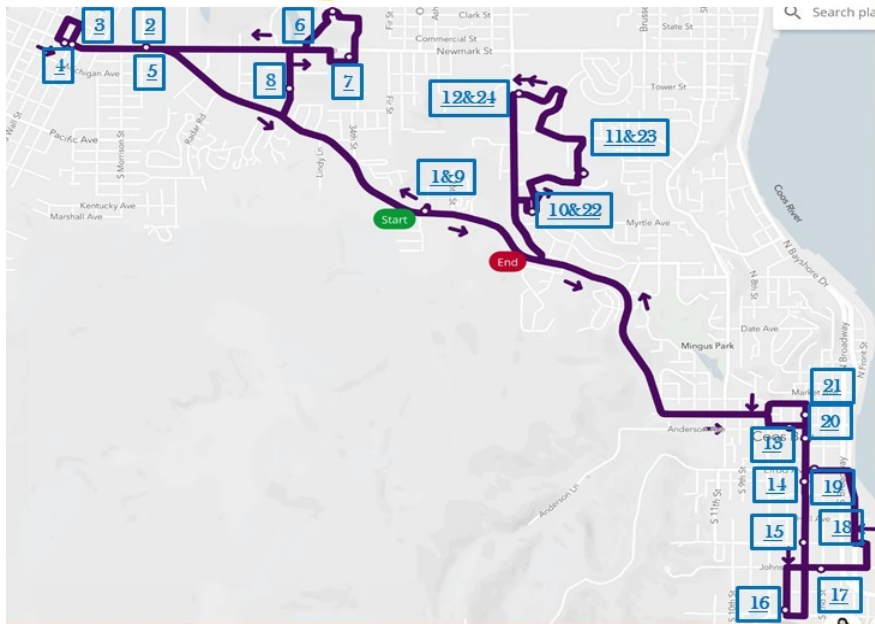 Search pla
Clark St
Commercial St
Newmark St
State St
3
2
6
Fir St
4
5
8
7
12&24
Tower St
11&23
Pacific Ave
S Morrison St
Radar Rd
Lindy Ln
34th St
Fir St
1&9
10&22
Kentucky Ave
Marshall Ave
Start
Myrtle Ave
Coos River
End
N 8th St
N Bayshore Dr
Date Ave
N Broadway
N Front St
Mingus Park
21
20
Anderson Ave
13
14
19
S 9th St
S 11th St
Anderson Ln
18
15
16
17
S 10th St